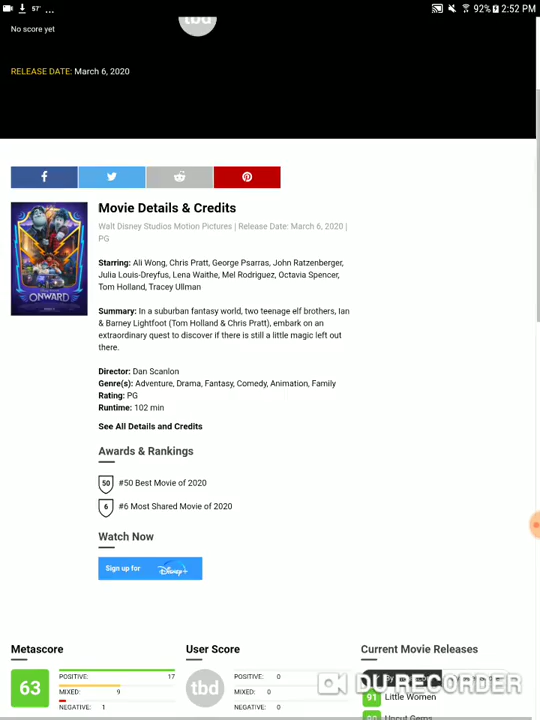 57°
...
92% 2:52 PM
tbd
No score yet
RELEASE DATE: March 6, 2020
Movie Details & Credits
Walt Disney Studios Motion Pictures | Release Date: March 6, 2020 |
PG
ONWARD
Starring: Ali Wong, Chris Pratt, George Psarras, John Ratzenberger,
Julia Louis-Dreyfus, Lena Waithe, Mel Rodriguez, Octavia Spencer,
Tom Holland, Tracey Ullman
Summary: In a suburban fantasy world, two teenage elf brothers, Ian
& Barney Lightfoot (Tom Holland & Chris Pratt), embark on an
extraordinary quest to discover if there is still a little magic left out
there.
Director: Dan Scanlon
Genre(s): Adventure, Drama, Fantasy, Comedy, Animation, Family
Rating: PG
Runtime: 102 min
See All Details and Credits
Awards & Rankings
50 #50 Best Movie of 2020
6 #6 Most Shared Movie of 2020
Watch Now
Sign up for Disney+
Metascore
63
POSITIVE: 17
MIXED: 9
NEGATIVE: 1
User Score
tbd
POSITIVE: 0
MIXED: 0
NEGATIVE: 0
Current Movie Releases
91 Little Women
90 Uncut Gems
DU RECORDER